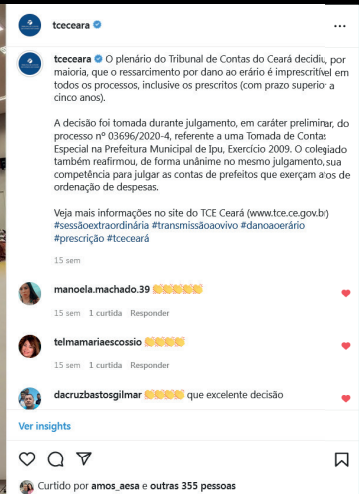 tceceara
tceceara O plenário do Tribunal de Contas do Ceará decidiu, por
maioria, que o ressarcimento por dano ao erário é imprescritível em
todos os processos, inclusive os prescritos (com prazo superior a
cinco anos).
A decisão foi tomada durante julgamento, em caráter preliminar, do
processo nº 03696/2020-4, referente a uma Tomada de Contas
Especial na Prefeitura Municipal de Ipu, Exercício 2009. O colegiado
também reafirmou, de forma unânime no mesmo julgamento, sua
competência para julgar as contas de prefeitos que exerçam atos de
ordenação de despesas.
Veja mais informações no site do TCE Ceará (www.tce.ce.gov.br)
#sessãoextraordinária #transmissãoaovivo #danoaoerário
#prescrição #tceceará
15 sem
manoela.machado.39 👏👏👏👏👏
15 sem 1 curtida Responder
telmamariaescossio 👏👏👏👏
15 sem 1 curtida Responder
dacruzbastosgilmar 👏👏👏👏 que excelente decisão
Ver insights
Curtido por amos_aesa e outras 355 pessoas